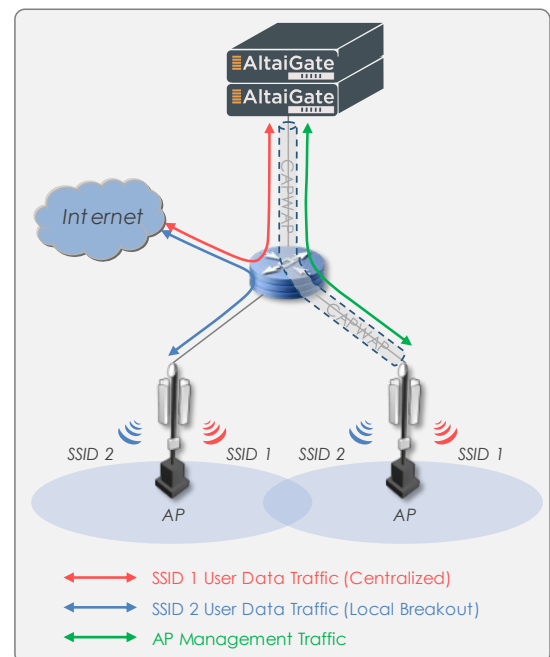 AltaiGate
AltaiGate
CAPWAP
Internet
CAPWAP
SSID 2
SSID 1
SSID 2
SSID 1
AP
AP
SSID 1 User Data Traffic (Centralized)
SSID 2 User Data Traffic (Local Breakout)
AP Management Traffic